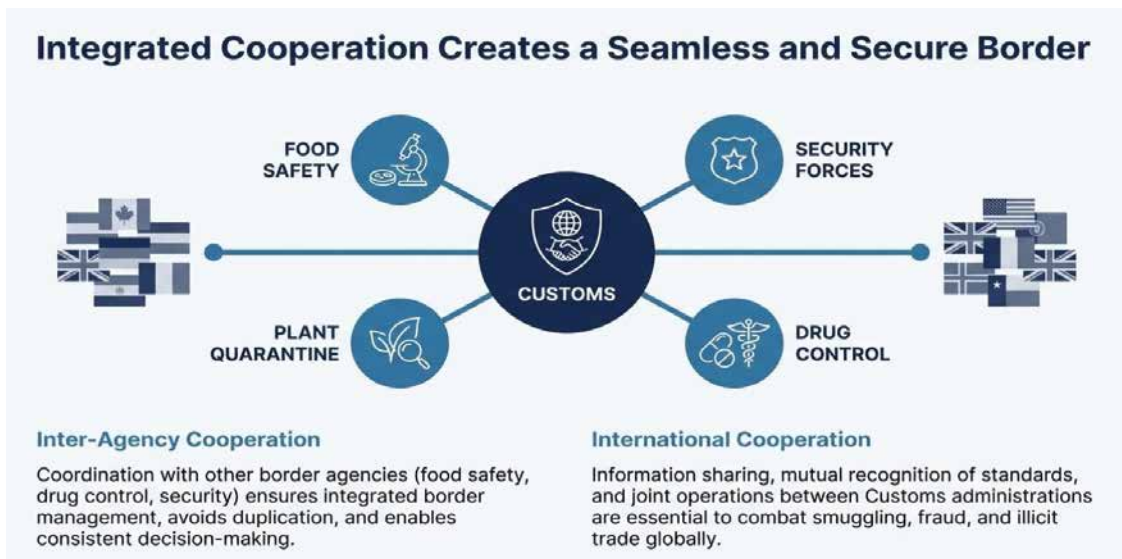 Integrated Cooperation Creates a Seamless and Secure Border
FOOD
SAFETY
SECURITY
FORCES
CUSTOMS
PLANT
QUARANTINE
DRUG
CONTROL
Inter-Agency Cooperation
Coordination with other border agencies (food safety,
drug control, security) ensures integrated border
management, avoids duplication, and enables
consistent decision-making.
International Cooperation
Information sharing, mutual recognition of standards,
and joint operations between Customs administrations
are essential to combat smuggling, fraud, and illicit
trade globally.